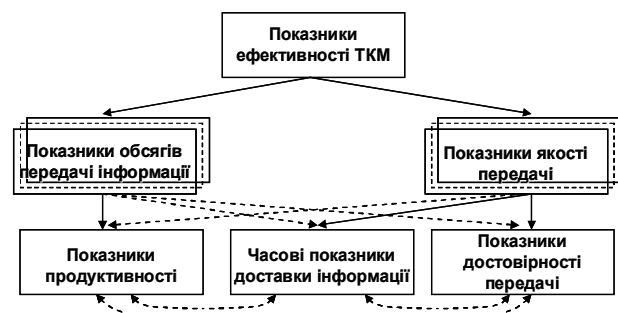 Показники
ефективності ТКМ
Показники обсягів
передачі інформації
Показники якості
передачі
Показники
продуктивності
Часові показники
доставки інформації
Показники
достовірності
передачі